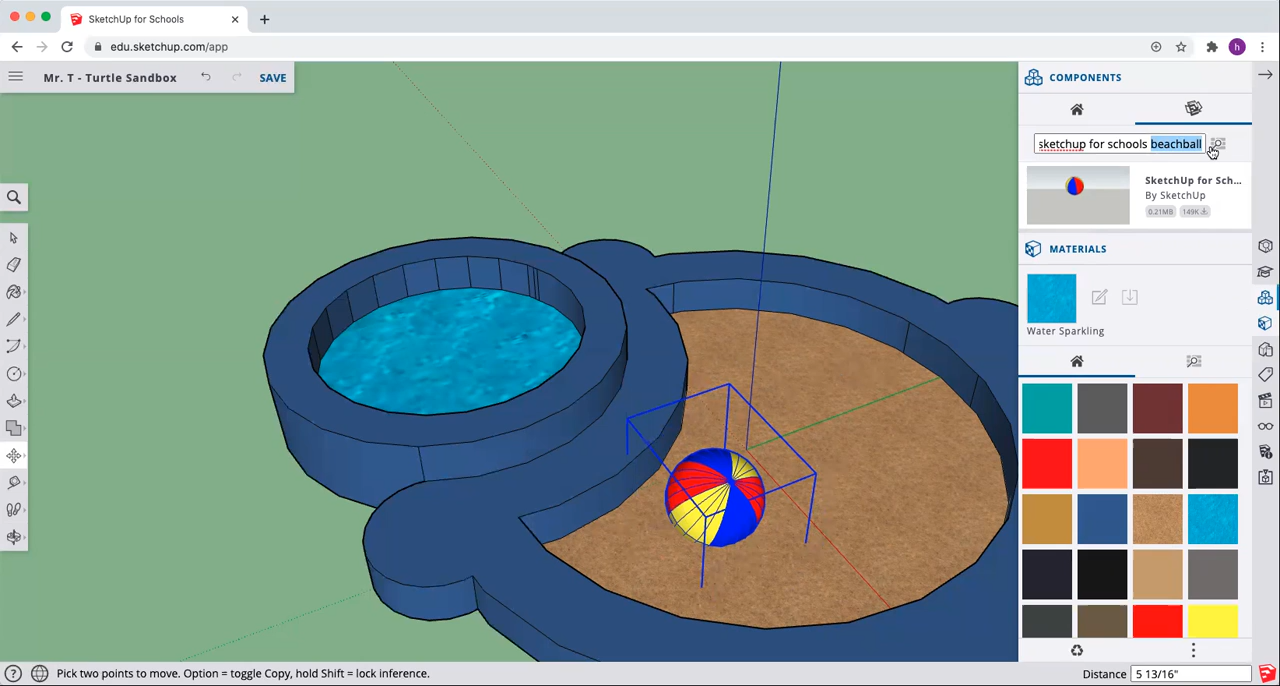 SketchUp for Schools
edu.sketchup.com/app
h
Mr. T - Turtle Sandbox
SAVE
COMPONENTS
sketchup for schools beachball
SketchUp for Sch...
By SketchUp
0.21MB 149K
MATERIALS
Water Sparkling
Pick two points to move. Option = toggle Copy, hold Shift = lock inference.
Distance 5 13/16"